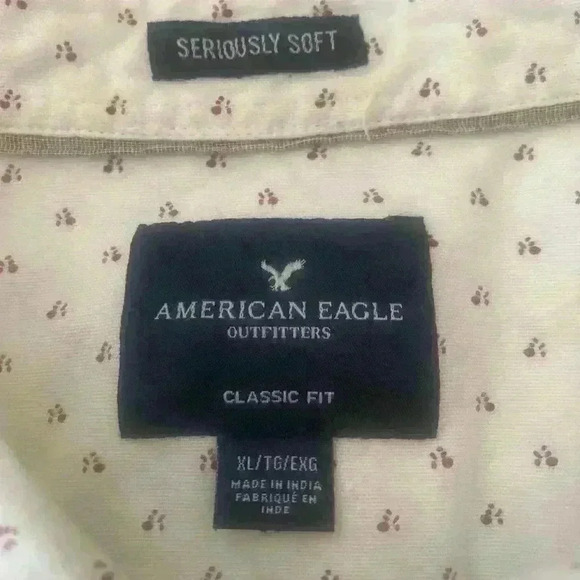 SERIOUSLY SOFT
AMERICAN EAGLE
OUTFITTERS
CLASSIC FIT
XL/TG/EXG
MADE IN INDIA
FABRIQUÉ EN
INDE